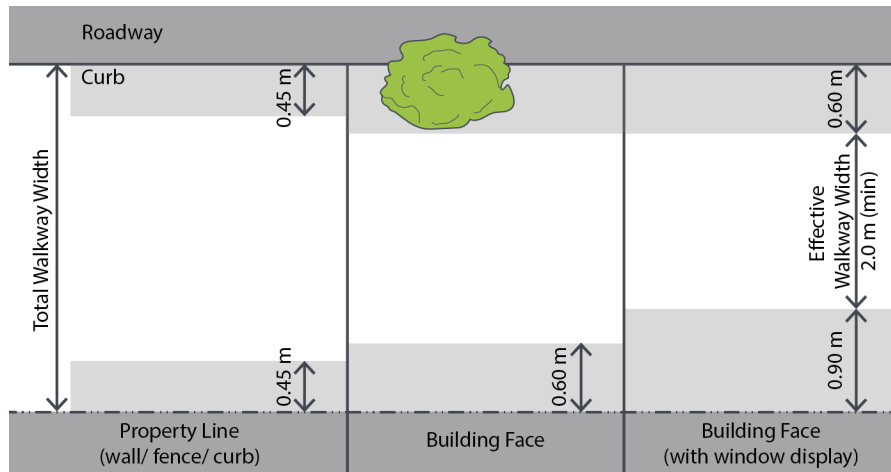 Roadway
Curb
0.45 m
0.60 m
Total Walkway Width
Effective
Walkway Width
2.0 m (min)
0.45 m
0.60 m
0.90 m
Property Line
(wall/ fence/ curb)
Building Face
Building Face
(with window display)